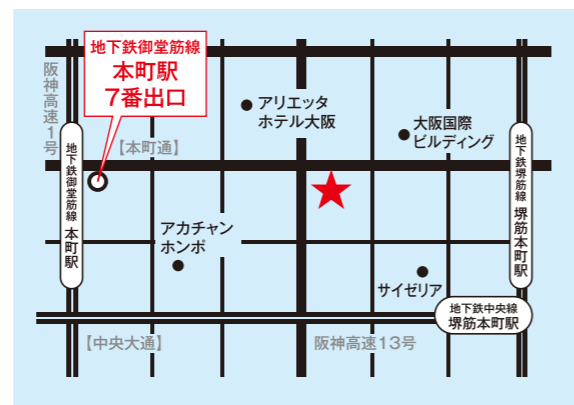 地下鉄御堂筋線
本町駅
7番出口
阪神高速1号
【本町通】
アリエッタ
ホテル大阪
大阪国際
ビルディング
地下鉄御堂筋線 本町駅
地下鉄堺筋線 堺筋本町駅
アカチャン
ホンポ
サイゼリア
地下鉄中央線
堺筋本町駅
【中央大通】
阪神高速13号